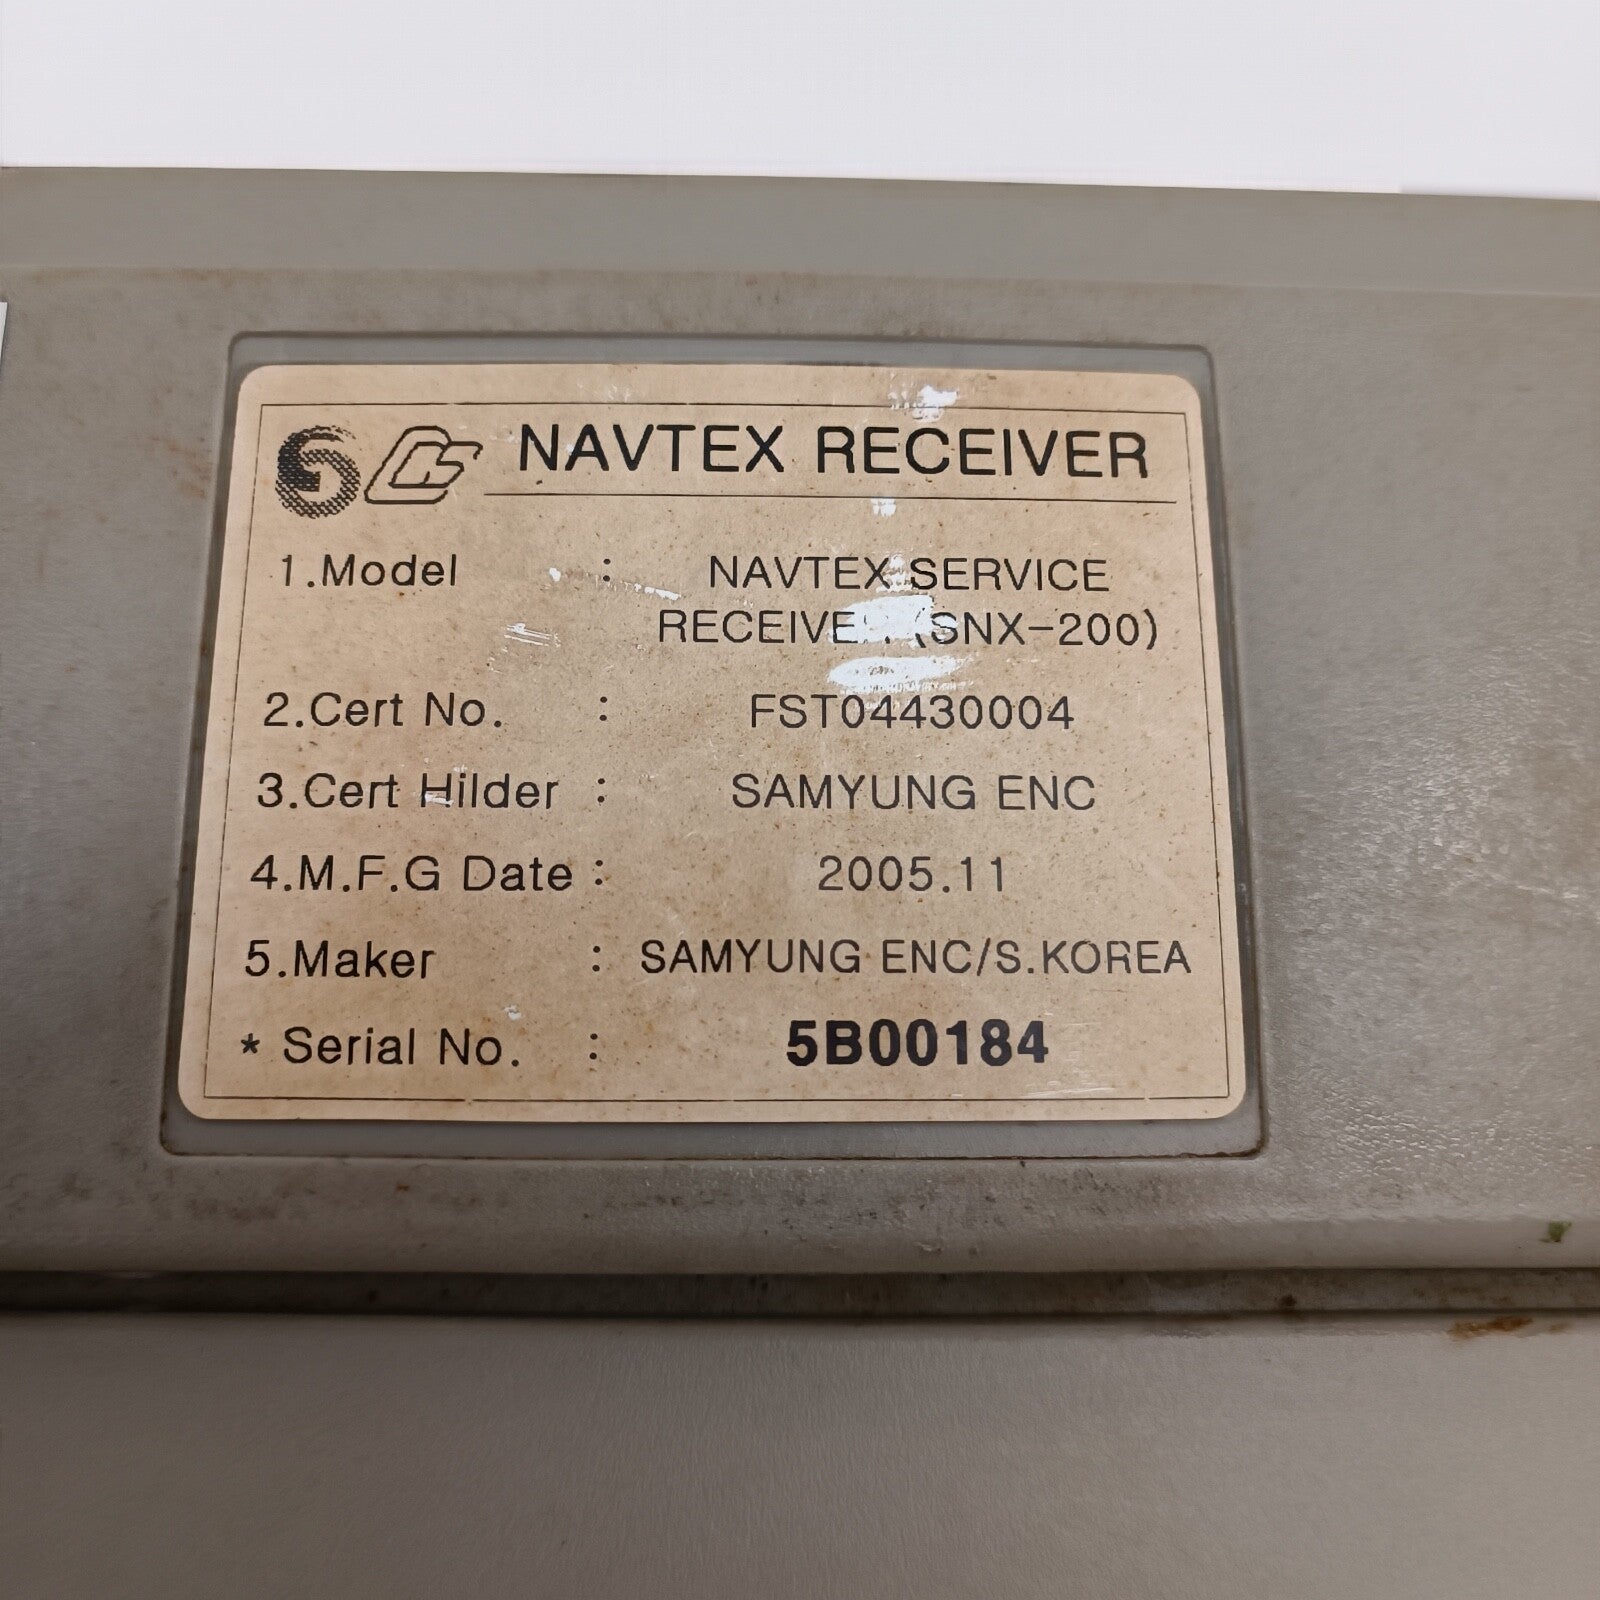 NAVTEX RECEIVER
1.Model : NAVTEX SERVICE
RECEIVER (SNX-200)
2.Cert No. : FST04430004
3.Cert Hilder : SAMYUNG ENC
4.M.F.G Date : 2005.11
5.Maker : SAMYUNG ENC/S.KOREA
* Serial No. : 5B00184